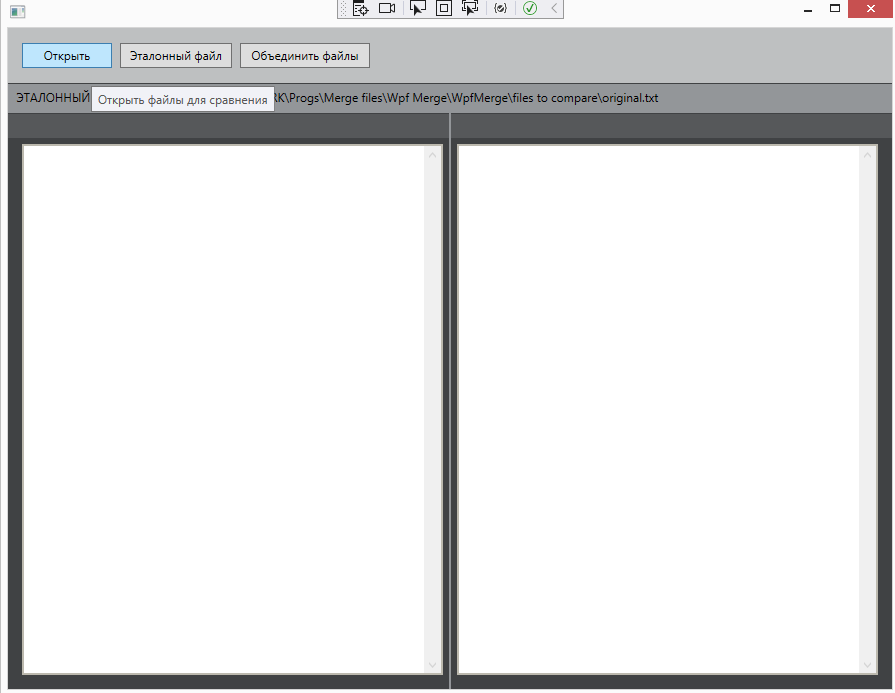 Открыть Эталонный файл Объединить файлы
ЭТАЛОННЫЙ RK\Progs\Merge files\Wpf Merge\WpfMerge\files to compare\original.txt
Открыть файлы для сравнения